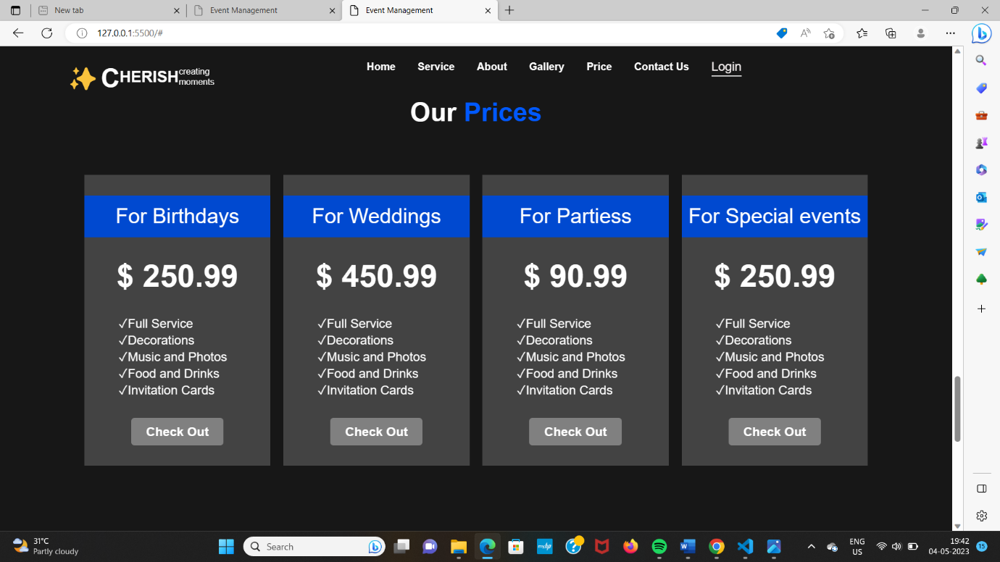 New tab
Event Management
Event Management
127.0.0.1:5500/#
CHERISH creating moments
Home Service About Gallery Price Contact Us Login
Our Prices
For Birthdays
$ 250.99
✓Full Service
✓Decorations
✓Music and Photos
✓Food and Drinks
✓Invitation Cards
Check Out
For Weddings
$ 450.99
✓Full Service
✓Decorations
✓Music and Photos
✓Food and Drinks
✓Invitation Cards
Check Out
For Partiess
$ 90.99
✓Full Service
✓Decorations
✓Music and Photos
✓Food and Drinks
✓Invitation Cards
Check Out
For Special events
$ 250.99
✓Full Service
✓Decorations
✓Music and Photos
✓Food and Drinks
✓Invitation Cards
Check Out
31°C
Partly cloudy
Search
ENG
US
19:42
04-05-2023
15